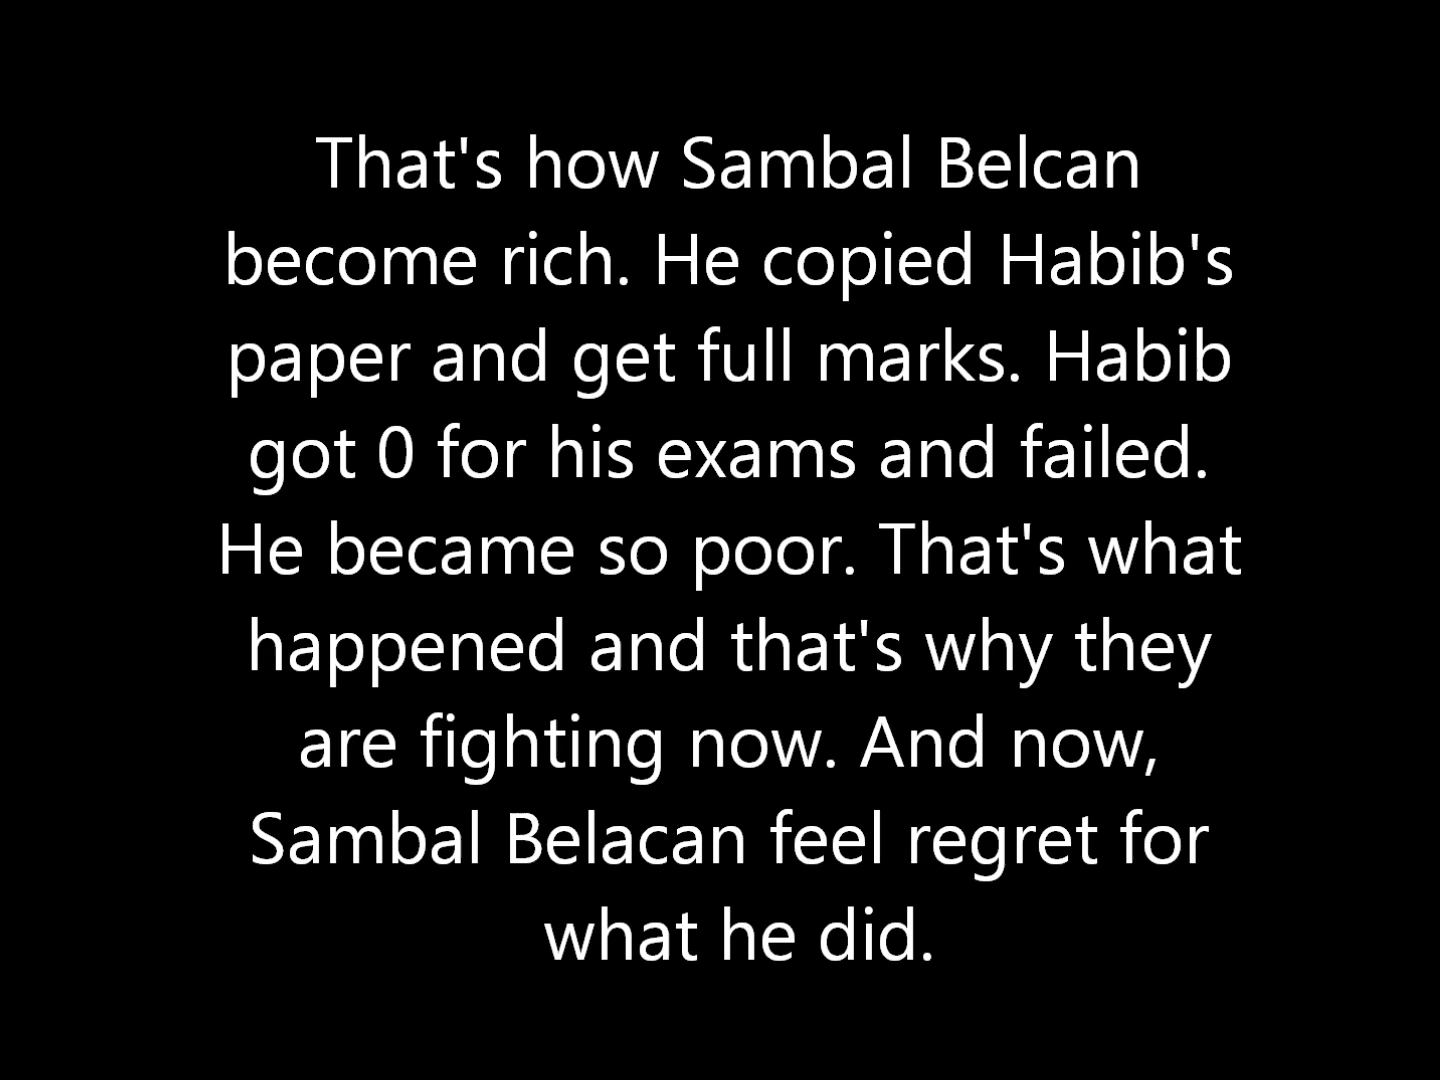 That's how Sambal Belcan
become rich. He copied Habib's
paper and get full marks. Habib
got 0 for his exams and failed.
He became so poor. That's what
happened and that's why they
are fighting now. And now,
Sambal Belacan feel regret for
what he did.